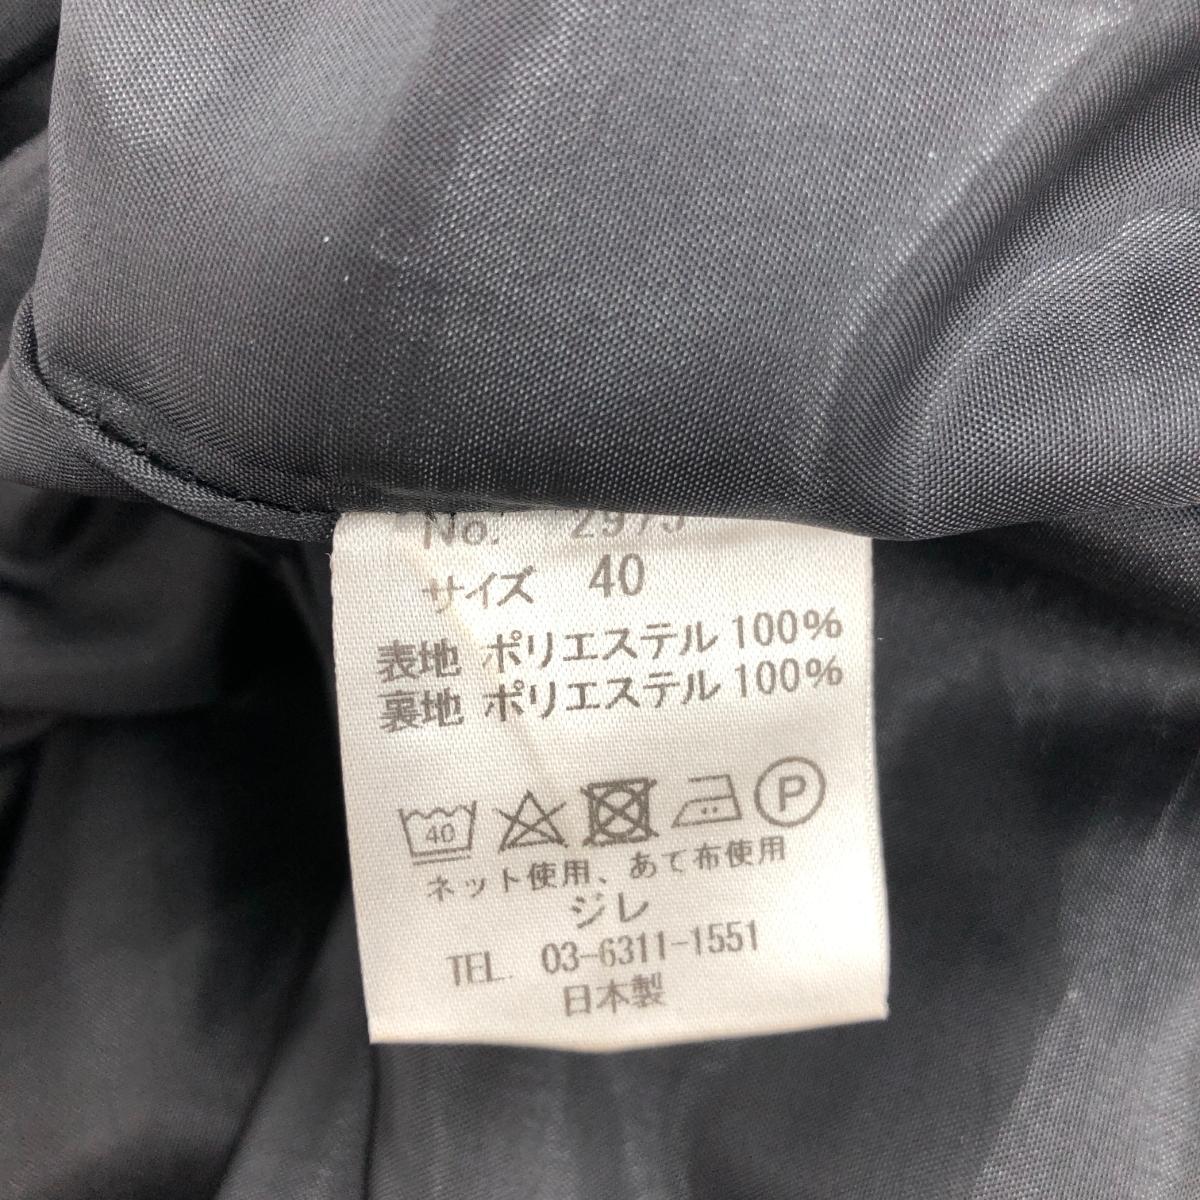 No. 2975
サイズ 40
表地 ポリエステル 100%
裏地 ポリエステル 100%
40 P
ネット使用、あて布使用
ジレ
TEL. 03-6311-1551
日本製